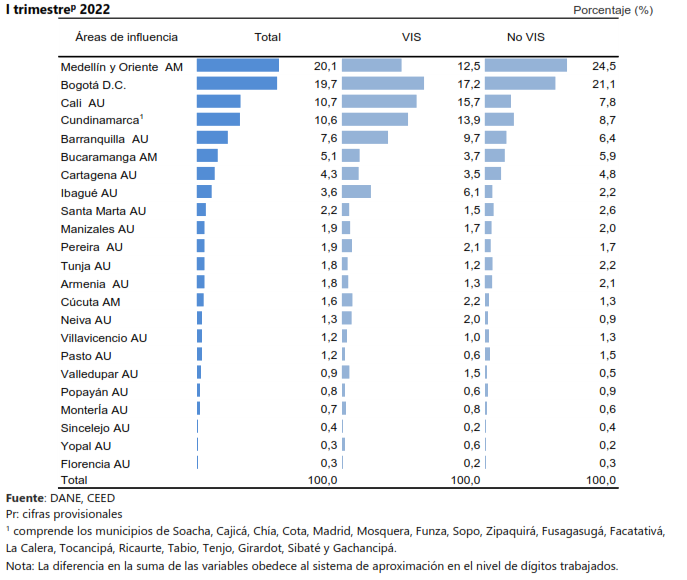 I trimestreᵖ 2022
Porcentaje (%)
Áreas de influencia Total VIS No VIS
Medellín y Oriente AM 20,1 12,5 24,5
Bogotá D.C. 19,7 17,2 21,1
Cali AU 10,7 15,7 7,8
Cundinamarca¹ 10,6 13,9 8,7
Barranquilla AU 7,6 9,7 6,4
Bucaramanga AM 5,1 3,7 5,9
Cartagena AU 4,3 3,5 4,8
Ibagué AU 3,6 6,1 2,2
Santa Marta AU 2,2 1,5 2,6
Manizales AU 1,9 1,7 2,0
Pereira AU 1,9 2,1 1,7
Tunja AU 1,8 1,2 2,2
Armenia AU 1,8 1,3 2,1
Cúcuta AM 1,6 2,2 1,3
Neiva AU 1,3 2,0 0,9
Villavicencio AU 1,2 1,0 1,3
Pasto AU 1,2 0,6 1,5
Valledupar AU 0,9 1,5 0,5
Popayán AU 0,8 0,6 0,9
MonterÍa AU 0,7 0,8 0,6
Sincelejo AU 0,4 0,2 0,4
Yopal AU 0,3 0,6 0,2
Florencia AU 0,3 0,2 0,3
Total 100,0 100,0 100,0
Fuente: DANE, CEED
Pr: cifras provisionales
¹ comprende los municipios de Soacha, Cajicá, Chía, Cota, Madrid, Mosquera, Funza, Sopo, Zipaquirá, Fusagasugá, Facatativá,
La Calera, Tocancipá, Ricaurte, Tabio, Tenjo, Girardot, Sibaté y Gachancipá.
Nota: La diferencia en la suma de las variables obedece al sistema de aproximación en el nivel de dígitos trabajados.